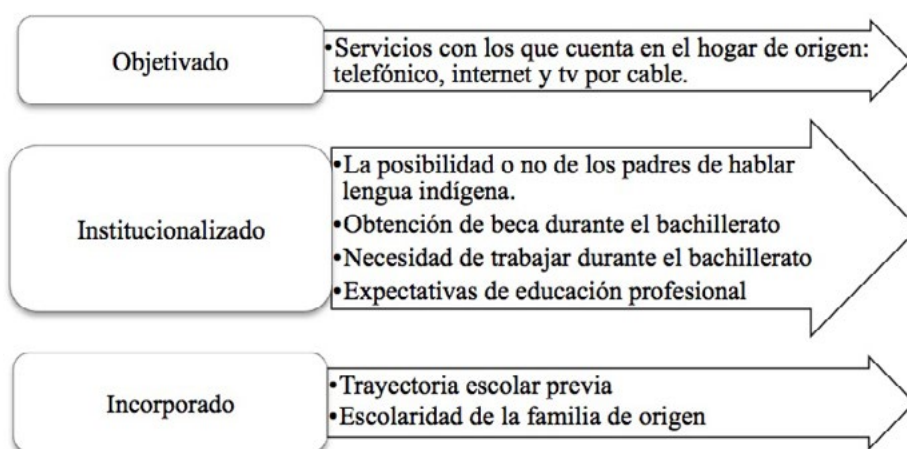 Objetivado
•Servicios con los que cuenta en el hogar de origen:
telefónico, internet y tv por cable.
Institucionalizado
•La posibilidad o no de los padres de hablar
lengua indígena.
•Obtención de beca durante el bachillerato
•Necesidad de trabajar durante el bachillerato
•Expectativas de educación profesional
Incorporado
•Trayectoria escolar previa
•Escolaridad de la familia de origen